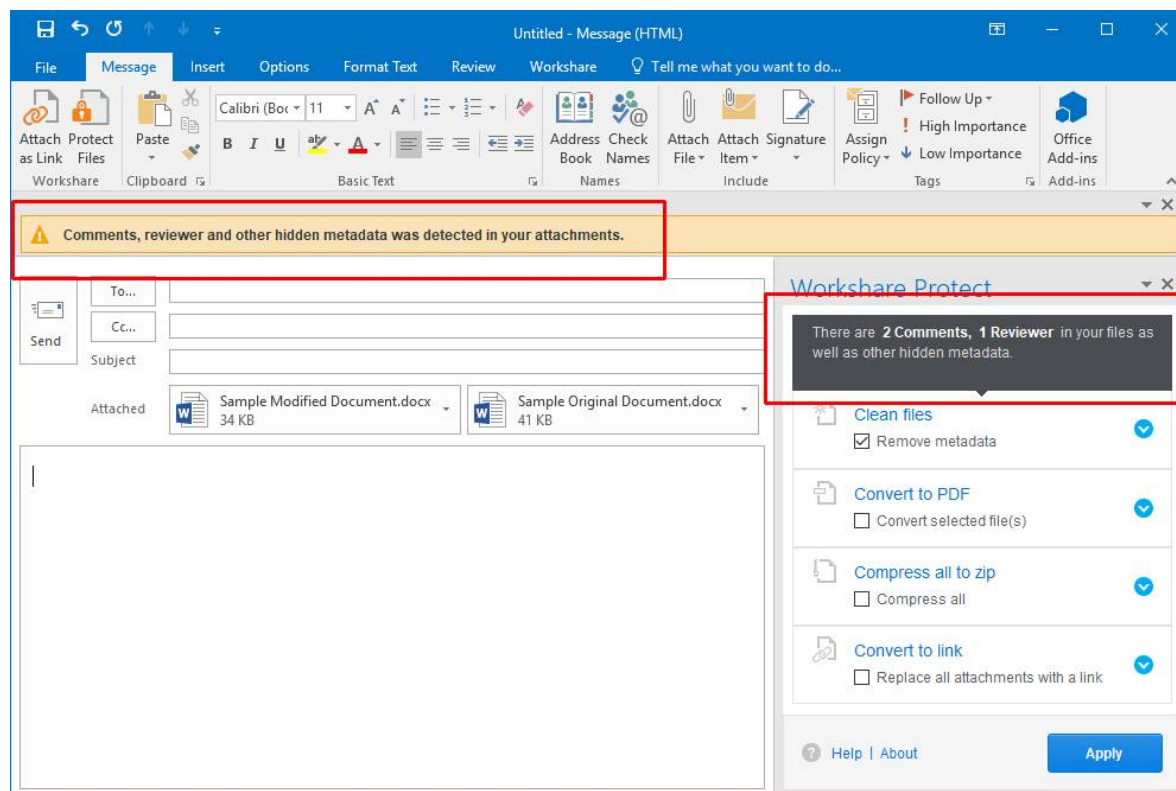 Untitled - Message (HTML)
File Message Insert Options Format Text Review Workshare Tell me what you want to do...
Attach as Link
Protect Files
Workshare
Paste
Clipboard
Calibri (Boc 11
B I U
Basic Text
Address Book
Check Names
Names
Attach File
Attach Item
Signature
Include
Assign Policy
Follow Up
High Importance
Low Importance
Tags
Office Add-ins
Add-ins
Comments, reviewer and other hidden metadata was detected in your attachments.
Send
To...
Cc...
Subject
Attached
Sample Modified Document.docx
34 KB
Sample Original Document.docx
41 KB
Workshare Protect
There are 2 Comments, 1 Reviewer in your files as
well as other hidden metadata.
Clean files
Remove metadata
Convert to PDF
Convert selected file(s)
Compress all to zip
Compress all
Convert to link
Replace all attachments with a link
Help | About
Apply